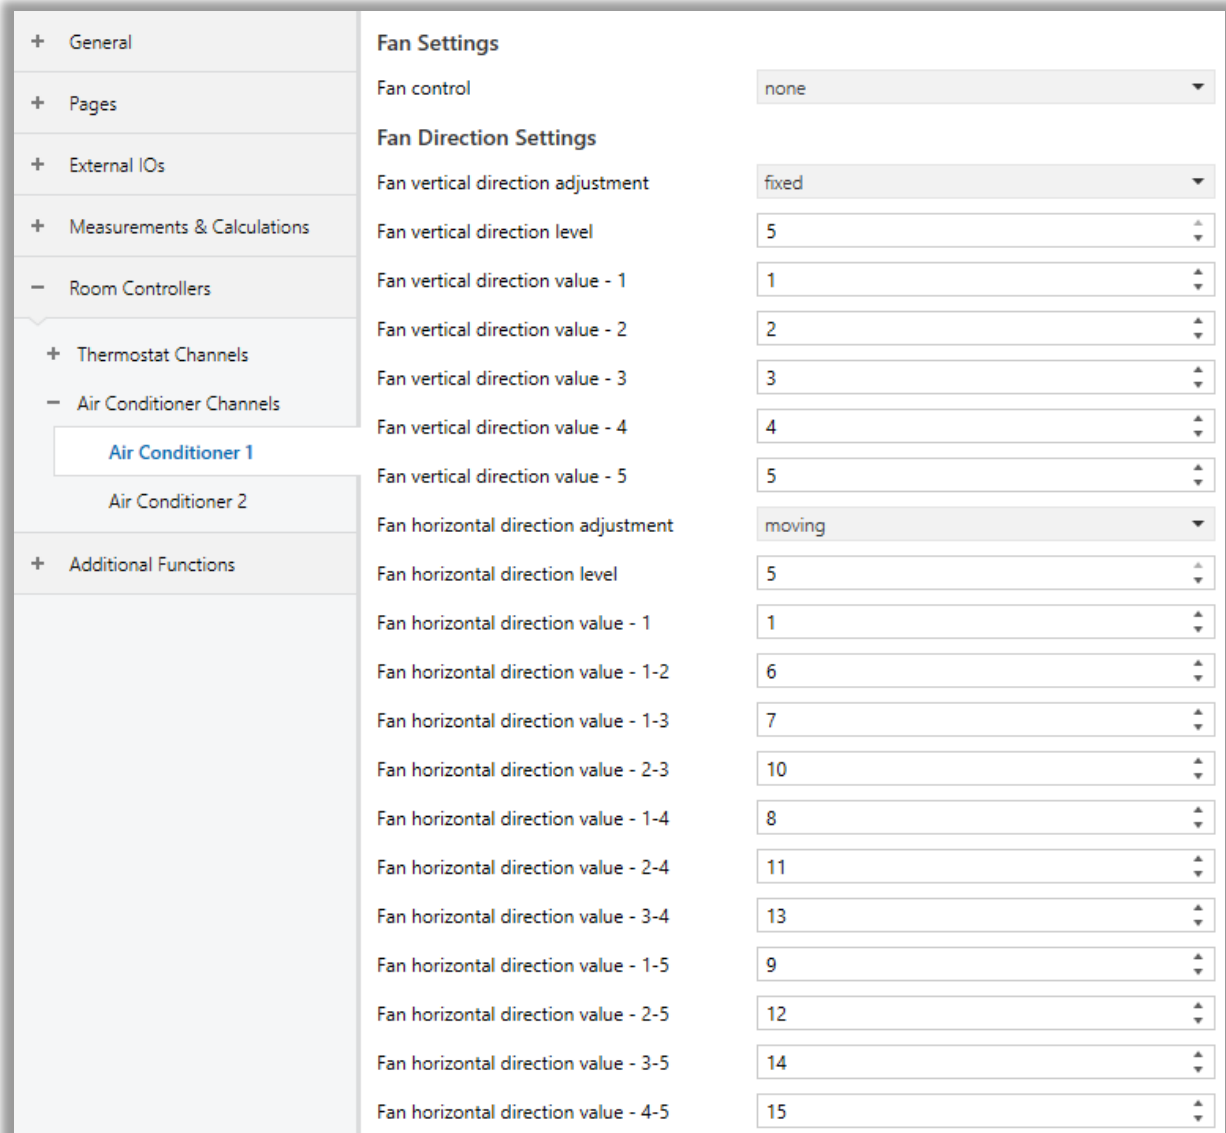 General
Pages
External IOs
Measurements & Calculations
Room Controllers
Thermostat Channels
Air Conditioner Channels
Air Conditioner 1
Air Conditioner 2
Additional Functions
Fan Settings
Fan control none
Fan Direction Settings
Fan vertical direction adjustment fixed
Fan vertical direction level 5
Fan vertical direction value - 1 1
Fan vertical direction value - 2 2
Fan vertical direction value - 3 3
Fan vertical direction value - 4 4
Fan vertical direction value - 5 5
Fan horizontal direction adjustment moving
Fan horizontal direction level 5
Fan horizontal direction value - 1 1
Fan horizontal direction value - 1-2 6
Fan horizontal direction value - 1-3 7
Fan horizontal direction value - 2-3 10
Fan horizontal direction value - 1-4 8
Fan horizontal direction value - 2-4 11
Fan horizontal direction value - 3-4 13
Fan horizontal direction value - 1-5 9
Fan horizontal direction value - 2-5 12
Fan horizontal direction value - 3-5 14
Fan horizontal direction value - 4-5 15